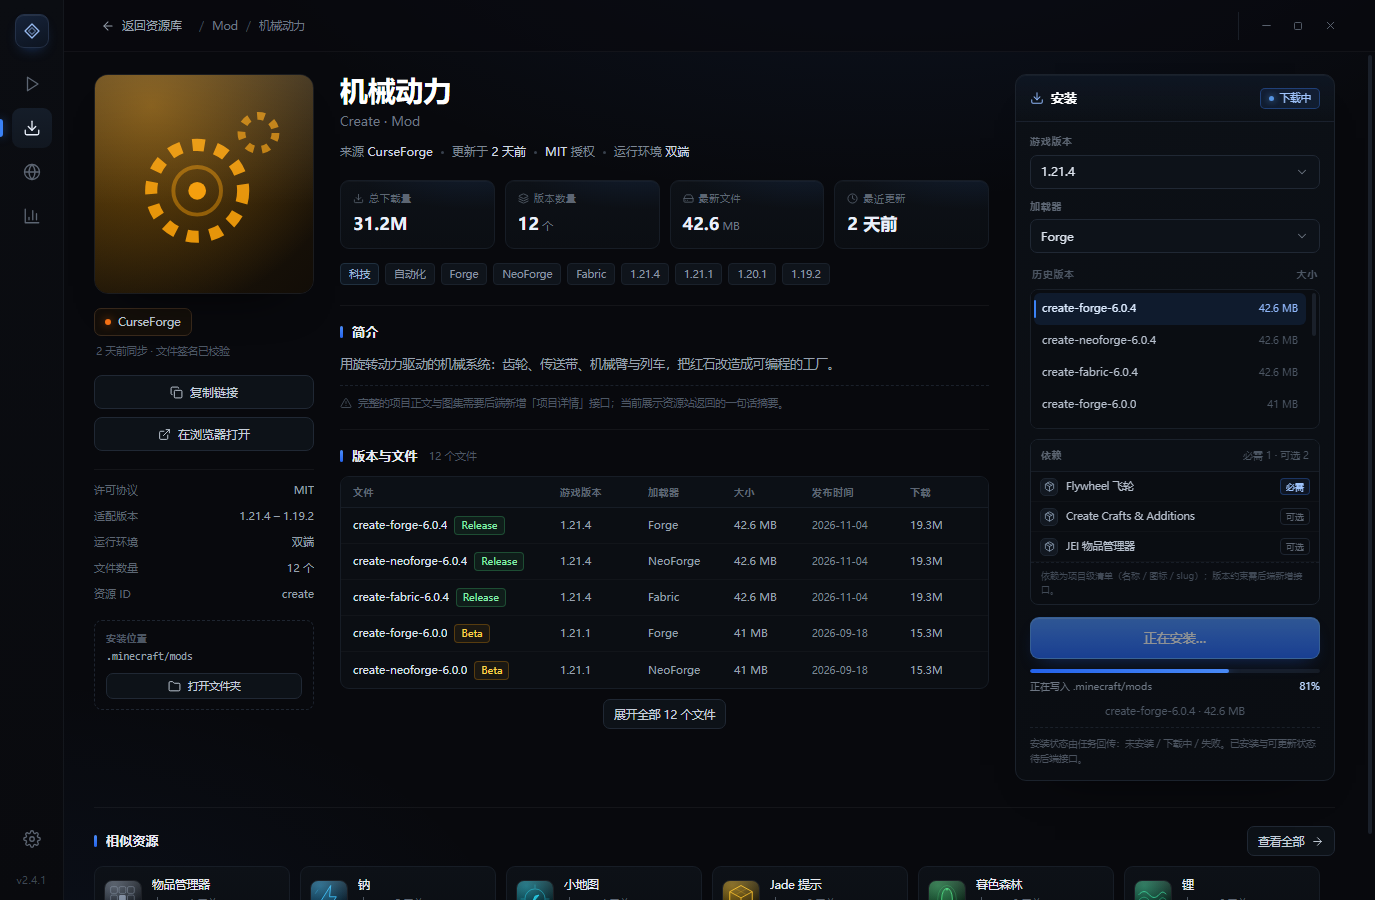 返回资源库 / Mod / 机械动力
机械动力
Create · Mod
来源 CurseForge · 更新于 2 天前 · MIT 授权 · 运行环境 双端
总下载量
31.2M
版本数量
12 个
最新文件
42.6 MB
最近更新
2 天前
科技 自动化 Forge NeoForge Fabric 1.21.4 1.21.1 1.20.1 1.19.2
CurseForge
2 天前同步 · 文件签名已校验
复制链接
在浏览器打开
许可协议 MIT
适配版本 1.21.4 – 1.19.2
运行环境 双端
文件数量 12 个
资源 ID create
安装位置
.minecraft/mods
打开文件夹
简介
用旋转动力驱动的机械系统：齿轮、传送带、机械臂与列车，把红石改造成可编程的工厂。
完整的项目正文与图集需要后端新增「项目详情」接口；当前展示资源站返回的一句话摘要。
版本与文件 12 个文件
文件 游戏版本 加载器 大小 发布时间 下载
create-forge-6.0.4 Release 1.21.4 Forge 42.6 MB 2026-11-04 19.3M
create-neoforge-6.0.4 Release 1.21.4 NeoForge 42.6 MB 2026-11-04 19.3M
create-fabric-6.0.4 Release 1.21.4 Fabric 42.6 MB 2026-11-04 19.3M
create-forge-6.0.0 Beta 1.21.1 Forge 41 MB 2026-09-18 15.3M
create-neoforge-6.0.0 Beta 1.21.1 NeoForge 41 MB 2026-09-18 15.3M
展开全部 12 个文件
安装 下载中
游戏版本
1.21.4
加载器
Forge
历史版本 大小
create-forge-6.0.4 42.6 MB
create-neoforge-6.0.4 42.6 MB
create-fabric-6.0.4 42.6 MB
create-forge-6.0.0 41 MB
依赖 必需 1 · 可选 2
Flywheel 飞轮 必需
Create Crafts & Additions 可选
JEI 物品管理器 可选
依赖为项目级清单（名称 / 图标 / slug）；版本约束需后端新增接
口。
正在安装…
正在写入 .minecraft/mods 81%
create-forge-6.0.4 · 42.6 MB
安装状态由任务回传：未安装 / 下载中 / 失败。已安装与可更新状态
待后端接口。
相似资源 查看全部
物品管理器 钠 小地图 Jade 提示 暮色森林 锂
v2.4.1